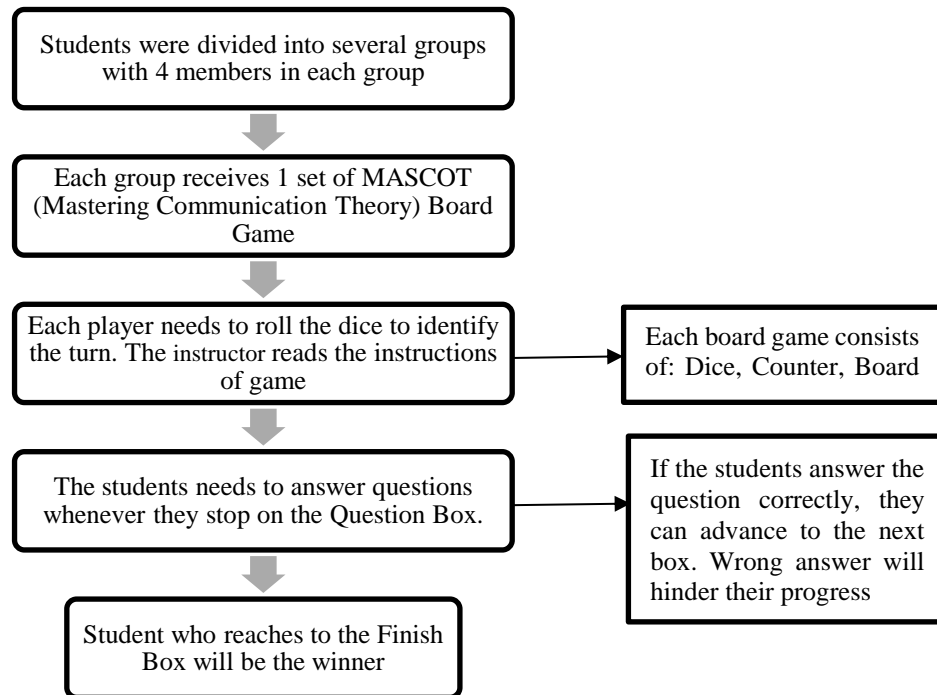 Students were divided into several groups
with 4 members in each group
Each group receives 1 set of MASCOT
(Mastering Communication Theory) Board
Game
Each player needs to roll the dice to identify
the turn. The instructor reads the instructions
of game
Each board game consists
of: Dice, Counter, Board
The students needs to answer questions
whenever they stop on the Question Box.
If the students answer the
question correctly, they
can advance to the next
box. Wrong answer will
hinder their progress
Student who reaches to the Finish
Box will be the winner